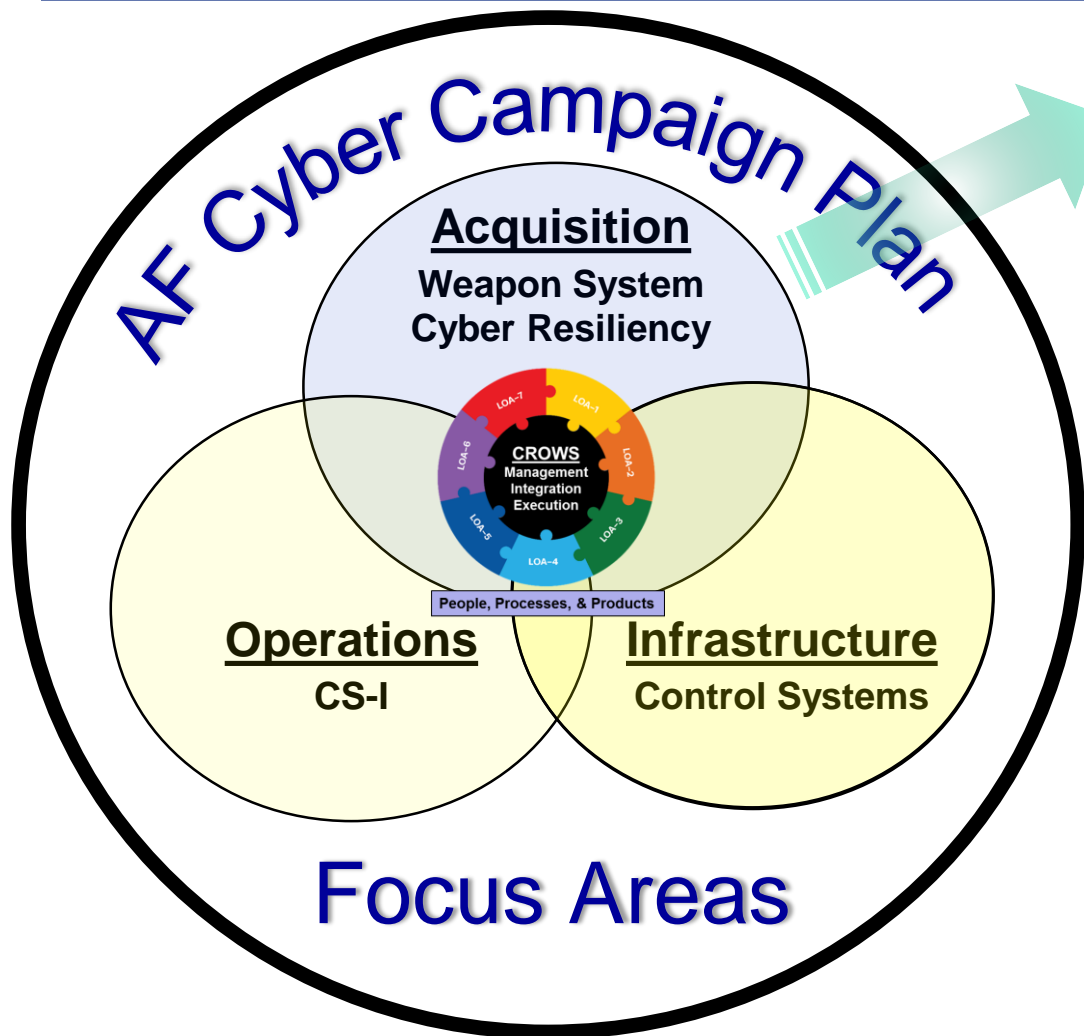 AF Cyber Campaign Plan
Acquisition
Weapon System
Cyber Resiliency
LOA–7
LOA–1
LOA–6
LOA–2
CROWS
Management
Integration
Execution
LOA–5
LOA–3
LOA–4
People, Processes, & Products
Operations
CS-I
Infrastructure
Control Systems
Focus Areas